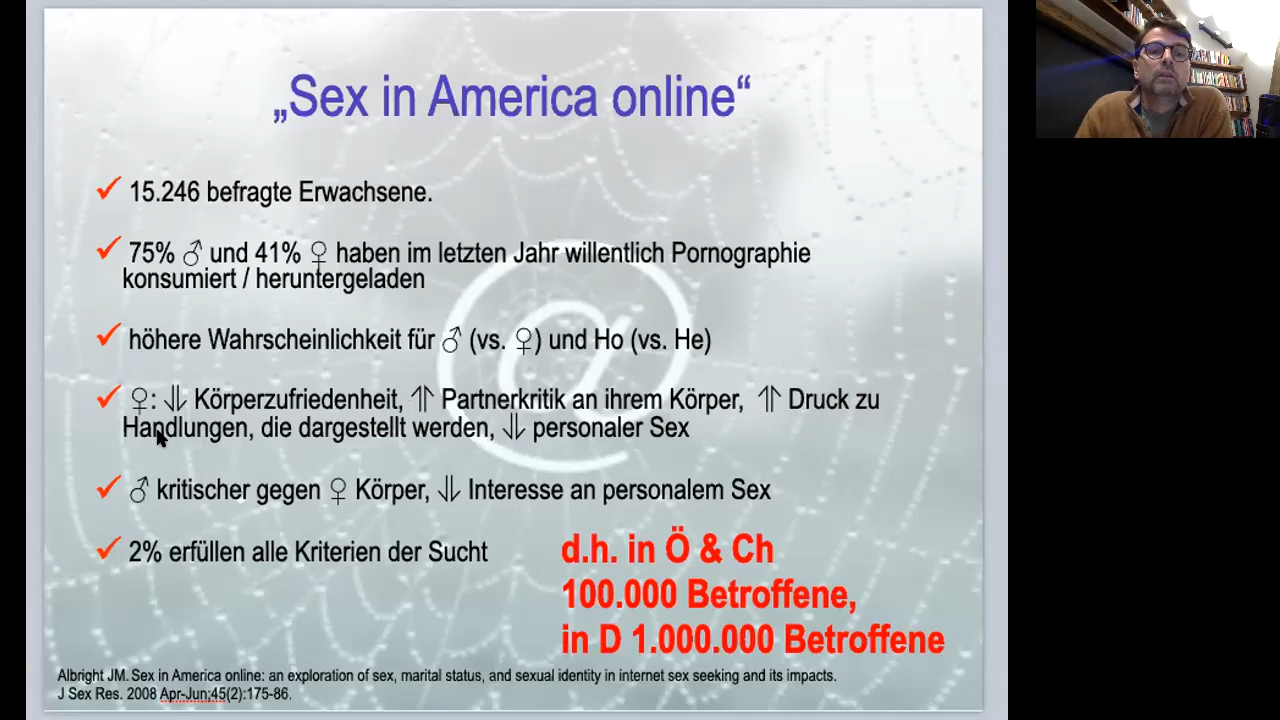 „Sex in America online“
✓ 15.246 befragte Erwachsene.
✓ 75% ♂ und 41% ♀ haben im letzten Jahr willentlich Pornographie
konsumiert / heruntergeladen
✓ höhere Wahrscheinlichkeit für ♂ (vs. ♀) und Ho (vs. He)
✓ ♀: ⇓ Körperzufriedenheit, ⇑ Partnerkritik an ihrem Körper, ⇑ Druck zu
Handlungen, die dargestellt werden, ⇓ personaler Sex
✓ ♂ kritischer gegen ♀ Körper, ⇓ Interesse an personalem Sex
✓ 2% erfüllen alle Kriterien der Sucht
d.h. in Ö & Ch
100.000 Betroffene,
in D 1.000.000 Betroffene
Albright JM. Sex in America online: an exploration of sex, marital status, and sexual identity in internet sex seeking and its impacts.
J Sex Res. 2008 Apr-Jun;45(2):175-86.
@